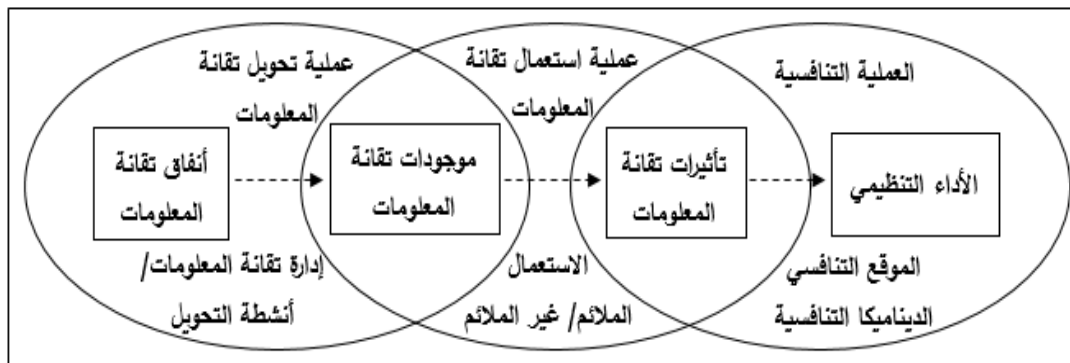 عملية تحويل تقانة
المعلومات
عملية استعمال تقانة
المعلومات
العملية التنافسية
أنفاق تقانة
المعلومات
موجودات تقانة
المعلومات
تأثيرات تقانة
المعلومات
الأداء التنظيمي
إدارة تقانة المعلومات/
أنشطة التحويل
الاستعمال
الملائم/ غير الملائم
الموقع التنافسي
الديناميكا التنافسية